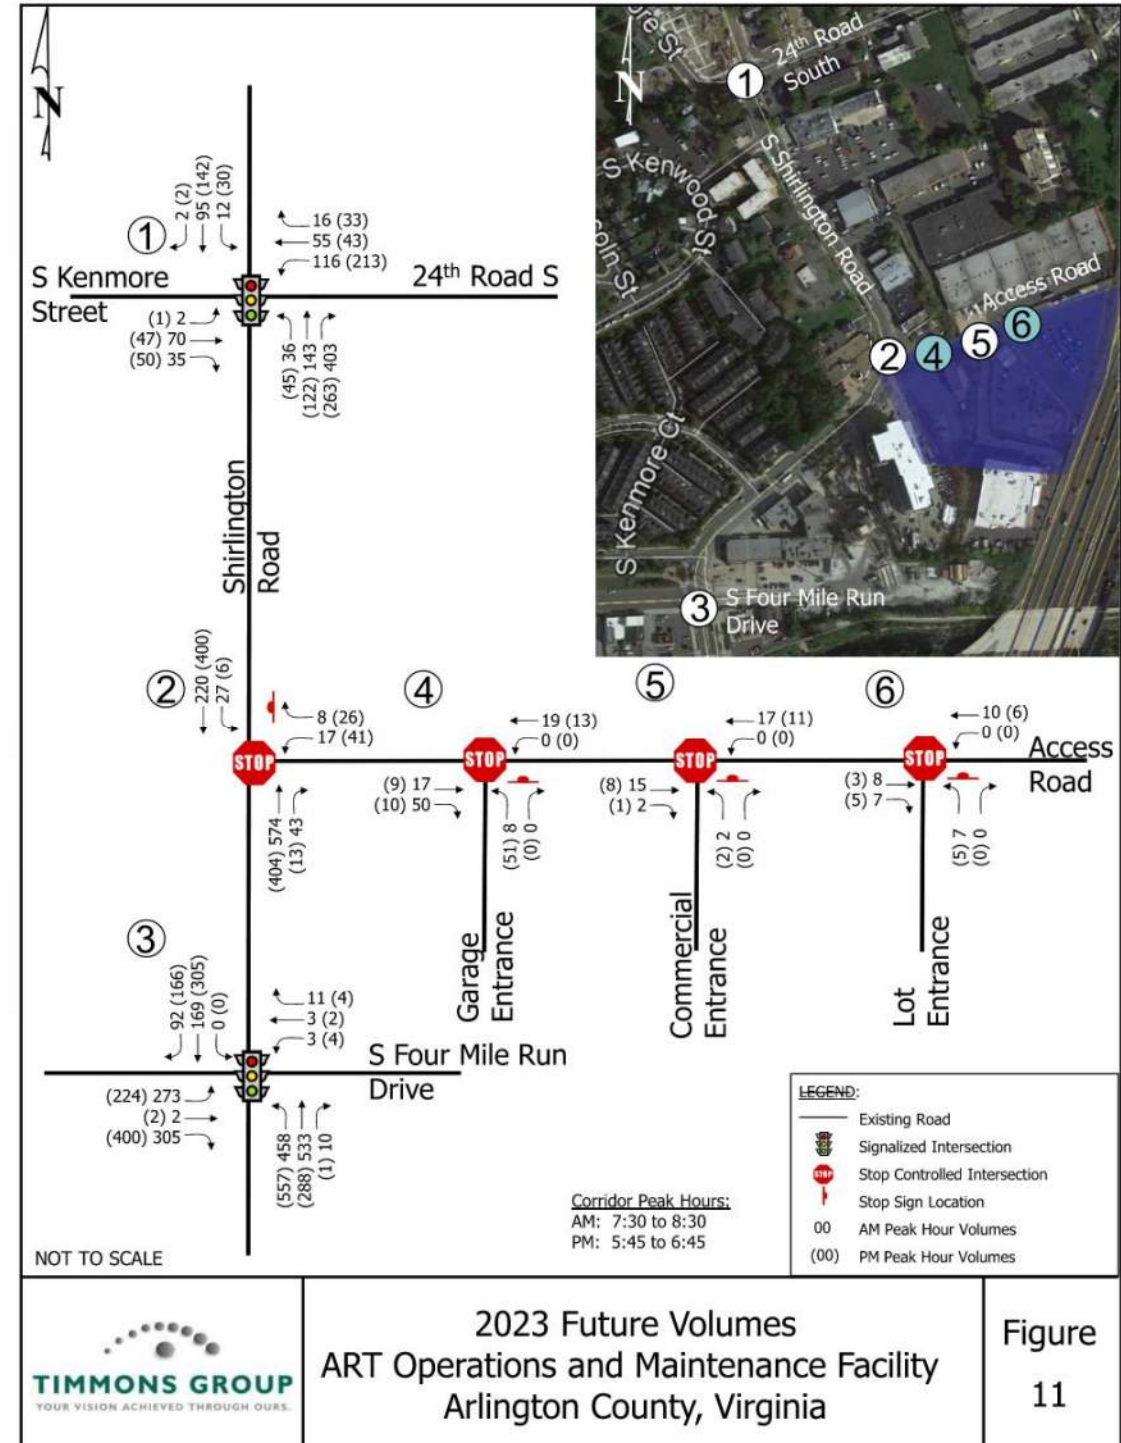 N
1
2 (2)
95 (142)
12 (30)
16 (33)
55 (43)
116 (213)
S Kenmore
Street
24th Road S
(1) 2
(47) 70
(50) 35
(45) 36
(122) 143
(263) 403
Shirlington
Road
N
ore St
24th Road
South
1
S Kenwood St
S Shirlington Road
coln St
Access Road
2
4
5
6
S Kenmore Ct
3
S Four Mile Run
Drive
2
220 (400)
27 (6)
8 (26)
17 (41)
STOP
(404) 574
(13) 43
4
19 (13)
0 (0)
STOP
(9) 17
(10) 50
(51) 8
(0) 0
Garage
Entrance
5
17 (11)
0 (0)
STOP
(8) 15
(1) 2
(2) 2
(0) 0
Commercial
Entrance
6
10 (6)
0 (0)
STOP
Access
Road
(3) 8
(5) 7
(5) 7
(0) 0
Lot
Entrance
3
92 (166)
169 (305)
0 (0)
11 (4)
3 (2)
3 (4)
S Four Mile Run
Drive
(224) 273
(2) 2
(400) 305
(557) 458
(288) 533
(1) 10
Corridor Peak Hours:
AM: 7:30 to 8:30
PM: 5:45 to 6:45
LEGEND:
Existing Road
Signalized Intersection
STOP Stop Controlled Intersection
Stop Sign Location
00 AM Peak Hour Volumes
(00) PM Peak Hour Volumes
NOT TO SCALE
TIMMONS GROUP
YOUR VISION ACHIEVED THROUGH OURS.
2023 Future Volumes
ART Operations and Maintenance Facility
Arlington County, Virginia
Figure
11